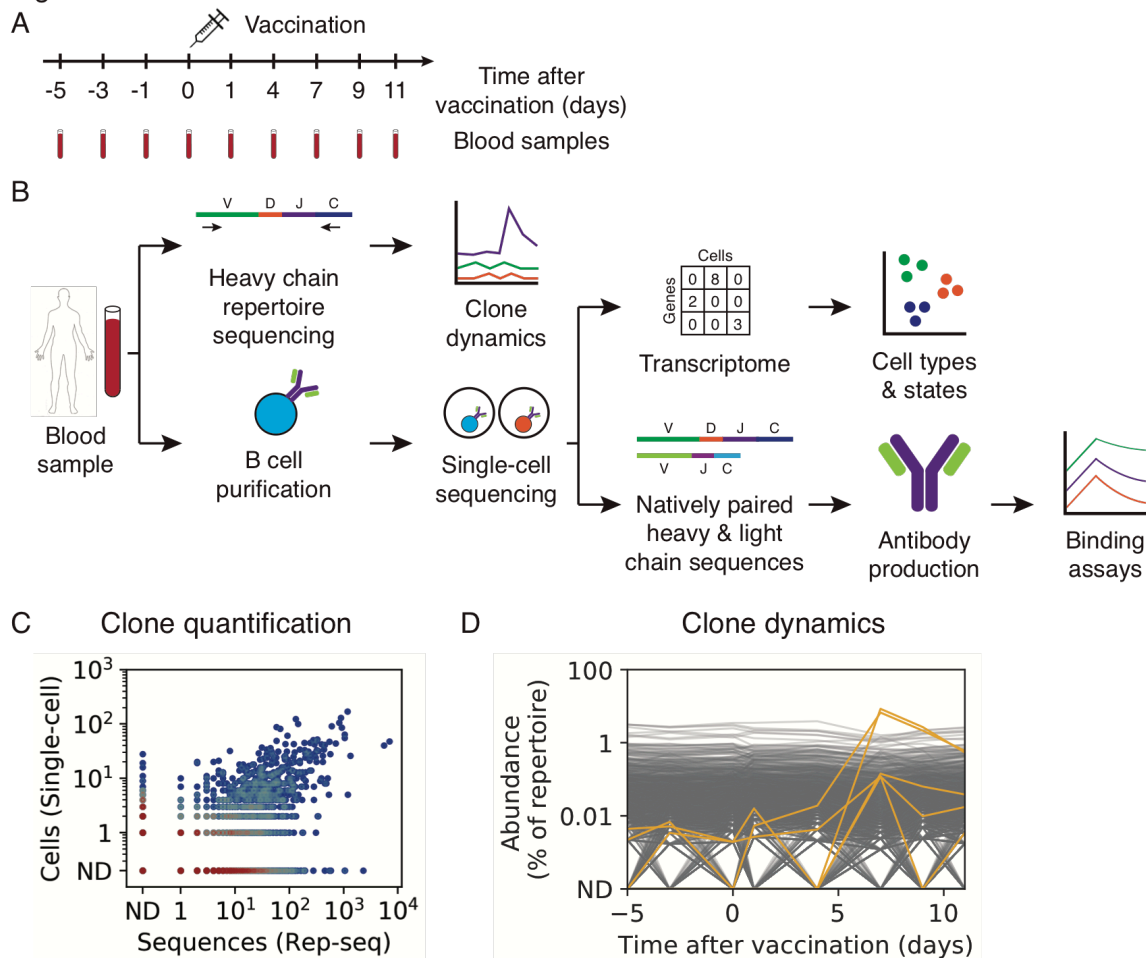 A
Vaccination
-5 -3 -1 0 1 4 7 9 11
Time after
vaccination (days)
Blood samples
B
V D J C
Heavy chain
repertoire
sequencing
Clone
dynamics
Cells
Genes
0 8 0
2 0 0
0 0 3
Transcriptome
Cell types
& states
Blood
sample
B cell
purification
Single-cell
sequencing
V D J C
V J C
Natively paired
heavy & light
chain sequences
Antibody
production
Binding
assays
C Clone quantification
Cells (Single-cell)
10³
10²
10¹
1
ND
ND 1 10¹ 10² 10³ 10⁴
Sequences (Rep-seq)
D Clone dynamics
Abundance
(% of repertoire)
100
1
0.01
ND
−5 0 5 10
Time after vaccination (days)